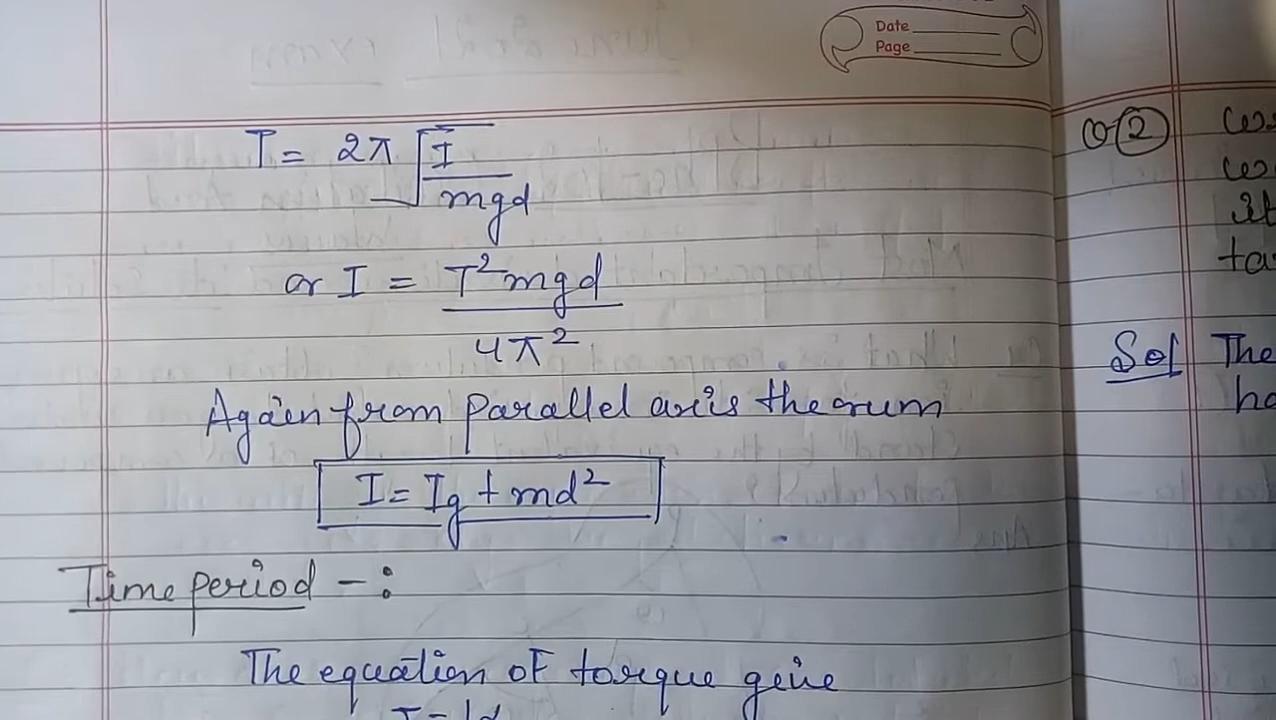 Date
Page
T = 2π √I/mgd
or I = T²mgd/4π²
Again from Parallel axis theorum
I = Ig + md²
Time period -:
The equation of torque give
Q2
Sol The